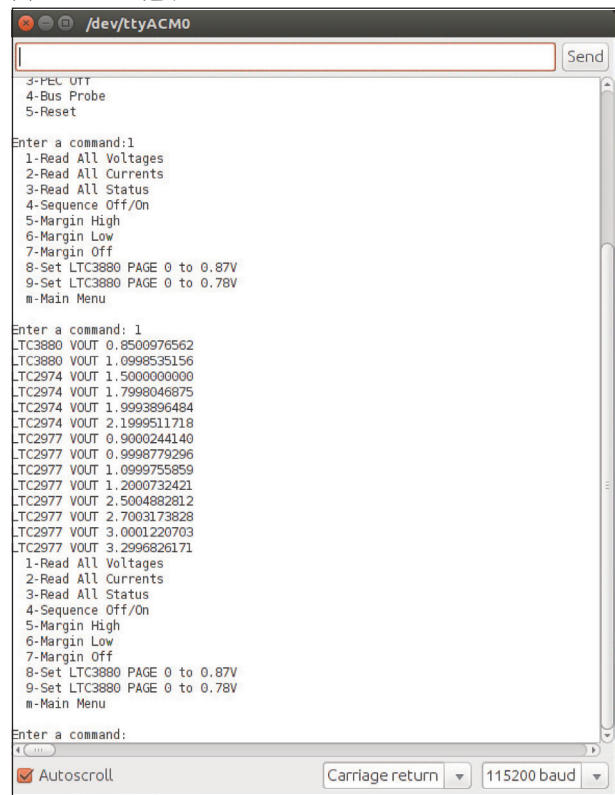 /dev/ttyACM0
Send
3-PEC Off
4-Bus Probe
5-Reset
Enter a command:1
1-Read All Voltages
2-Read All Currents
3-Read All Status
4-Sequence Off/On
5-Margin High
6-Margin Low
7-Margin Off
8-Set LTC3880 PAGE 0 to 0.87V
9-Set LTC3880 PAGE 0 to 0.78V
m-Main Menu
Enter a command: 1
LTC3880 VOUT 0.8500976562
LTC3880 VOUT 1.0998535156
LTC2974 VOUT 1.5000000000
LTC2974 VOUT 1.7998046875
LTC2974 VOUT 1.9993896484
LTC2974 VOUT 2.1999511718
LTC2977 VOUT 0.9000244140
LTC2977 VOUT 0.9998779296
LTC2977 VOUT 1.0999755859
LTC2977 VOUT 1.2000732421
LTC2977 VOUT 2.5004882812
LTC2977 VOUT 2.7003173828
LTC2977 VOUT 3.0001220703
LTC2977 VOUT 3.2996826171
1-Read All Voltages
2-Read All Currents
3-Read All Status
4-Sequence Off/On
5-Margin High
6-Margin Low
7-Margin Off
8-Set LTC3880 PAGE 0 to 0.87V
9-Set LTC3880 PAGE 0 to 0.78V
m-Main Menu
Enter a command:
Autoscroll
Carriage return
115200 baud